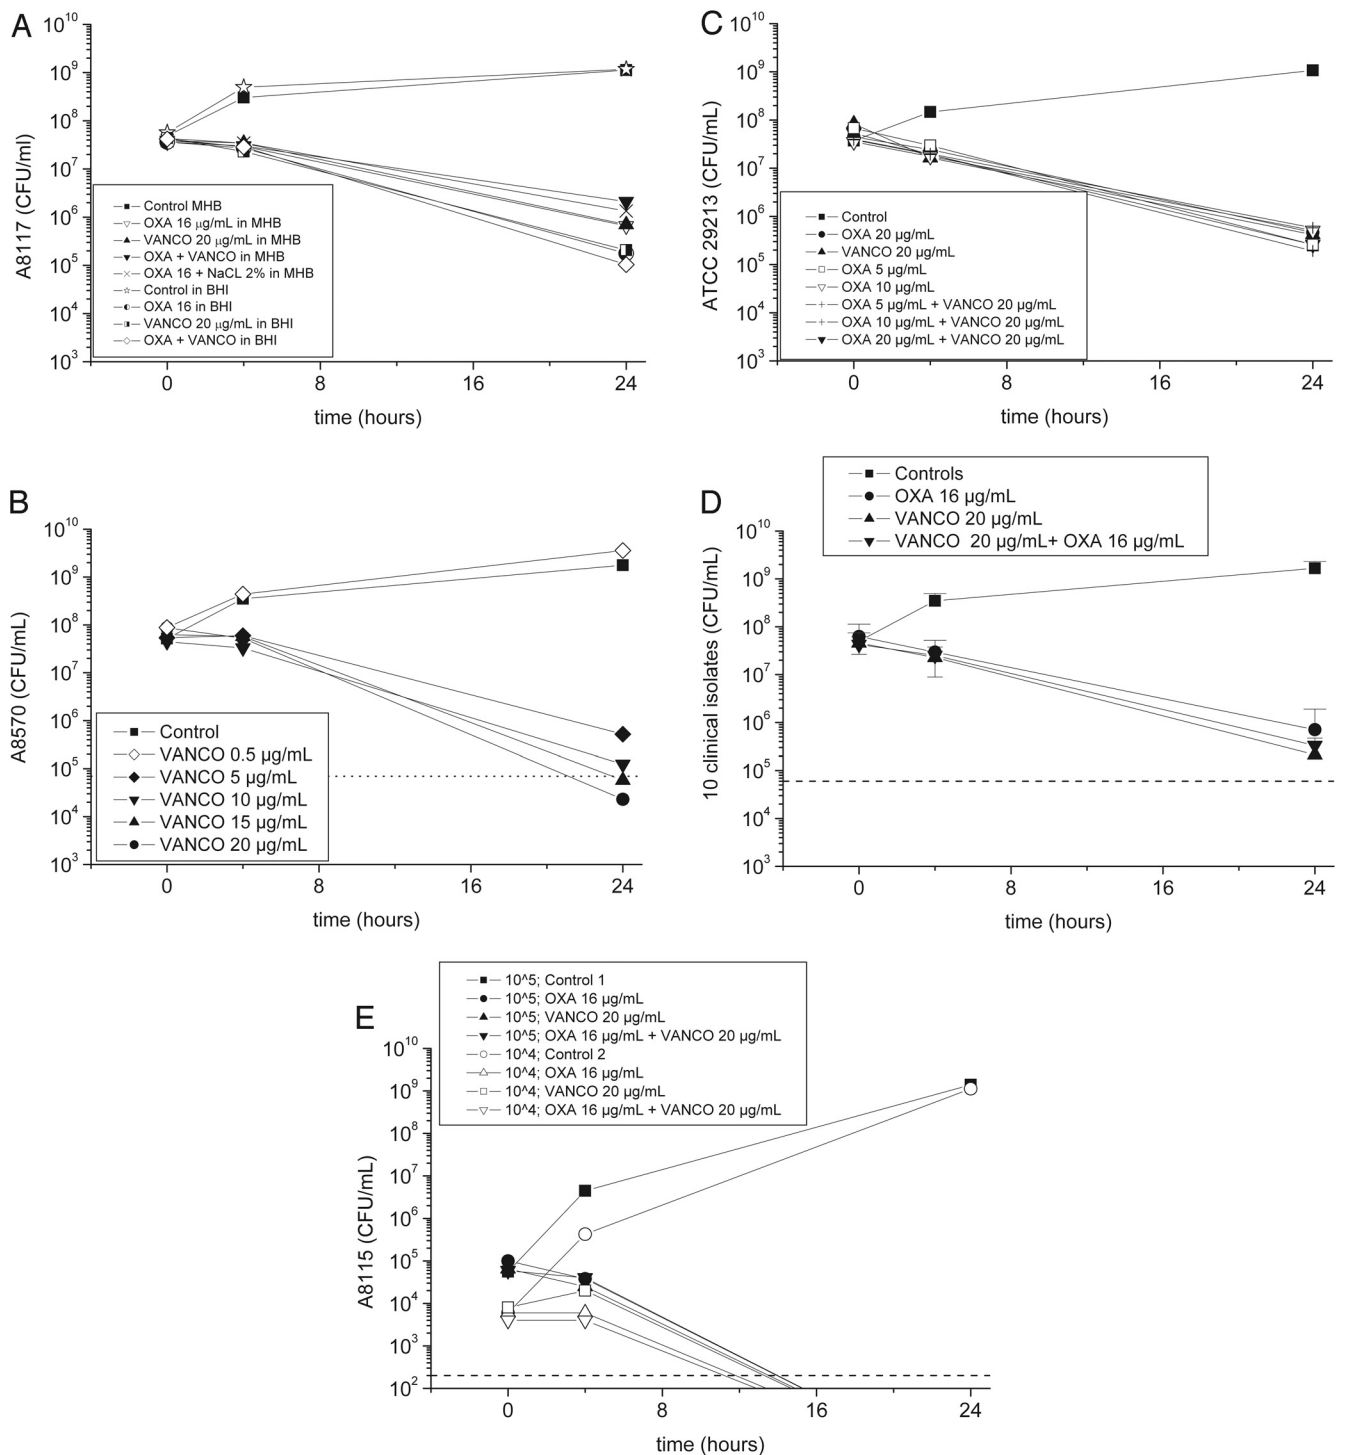 A
10^10
10^9
10^8
10^7
10^6
10^5
10^4
10^3
A8117 (CFU/ml)
Control MHB
OXA 16 µg/mL in MHB
VANCO 20 µg/mL in MHB
OXA + VANCO in MHB
OXA 16 + NaCL 2% in MHB
Control in BHI
OXA 16 in BHI
VANCO 20 µg/mL in BHI
OXA + VANCO in BHI
0 8 16 24
time (hours)
C
10^10
10^9
10^8
10^7
10^6
10^5
10^4
10^3
ATCC 29213 (CFU/mL)
Control
OXA 20 µg/mL
VANCO 20 µg/mL
OXA 5 µg/mL
OXA 10 µg/mL
OXA 5 µg/mL + VANCO 20 µg/mL
OXA 10 µg/mL + VANCO 20 µg/mL
OXA 20 µg/mL + VANCO 20 µg/mL
0 8 16 24
time (hours)
B
10^10
10^9
10^8
10^7
10^6
10^5
10^4
10^3
A8570 (CFU/mL)
Control
VANCO 0.5 µg/mL
VANCO 5 µg/mL
VANCO 10 µg/mL
VANCO 15 µg/mL
VANCO 20 µg/mL
0 8 16 24
time (hours)
D
Controls
OXA 16 µg/mL
VANCO 20 µg/mL
VANCO 20 µg/mL+ OXA 16 µg/mL
10^10
10^9
10^8
10^7
10^6
10^5
10^4
10^3
10 clinical isolates (CFU/mL)
0 8 16 24
time (hours)
E
10^5; Control 1
10^5; OXA 16 µg/mL
10^5; VANCO 20 µg/mL
10^5; OXA 16 µg/mL + VANCO 20 µg/mL
10^4; Control 2
10^4; OXA 16 µg/mL
10^4; VANCO 20 µg/mL
10^4; OXA 16 µg/mL + VANCO 20 µg/mL
10^10
10^9
10^8
10^7
10^6
10^5
10^4
10^3
10^2
A8115 (CFU/mL)
0 8 16 24
time (hours)